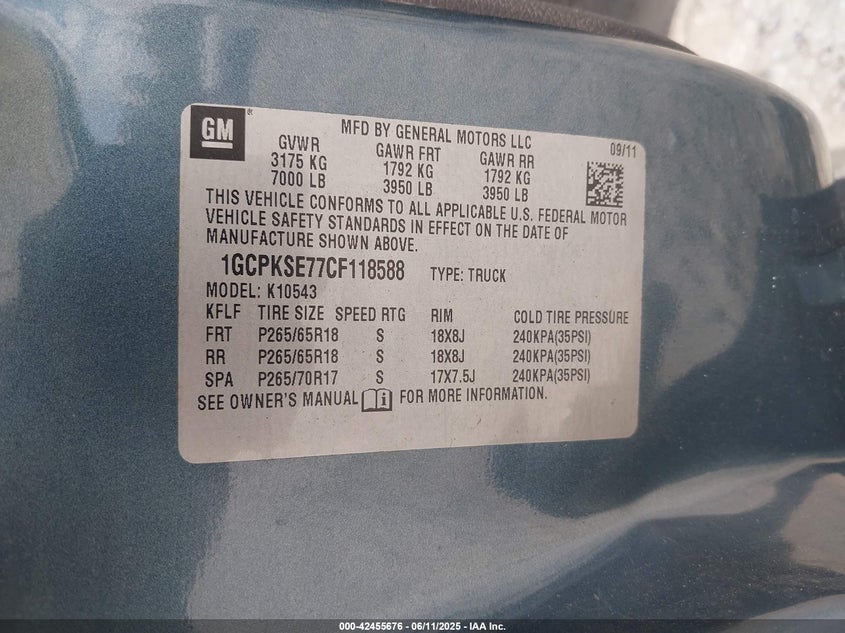 GM
®
MFD BY GENERAL MOTORS LLC
09/11
GVWR GAWR FRT GAWR RR
3175 KG 1792 KG 1792 KG
7000 LB 3950 LB 3950 LB
THIS VEHICLE CONFORMS TO ALL APPLICABLE U.S. FEDERAL MOTOR
VEHICLE SAFETY STANDARDS IN EFFECT ON THE DATE OF
MANUFACTURE SHOWN ABOVE.
1GCPKSE77CF118588 TYPE: TRUCK
MODEL: K10543
KFLF TIRE SIZE SPEED RTG RIM COLD TIRE PRESSURE
FRT P265/65R18 S 18X8J 240KPA(35PSI)
RR P265/65R18 S 18X8J 240KPA(35PSI)
SPA P265/70R17 S 17X7.5J 240KPA(35PSI)
SEE OWNER'S MANUAL i FOR MORE INFORMATION.
000-42455676 - 06/11/2025 - IAA Inc.